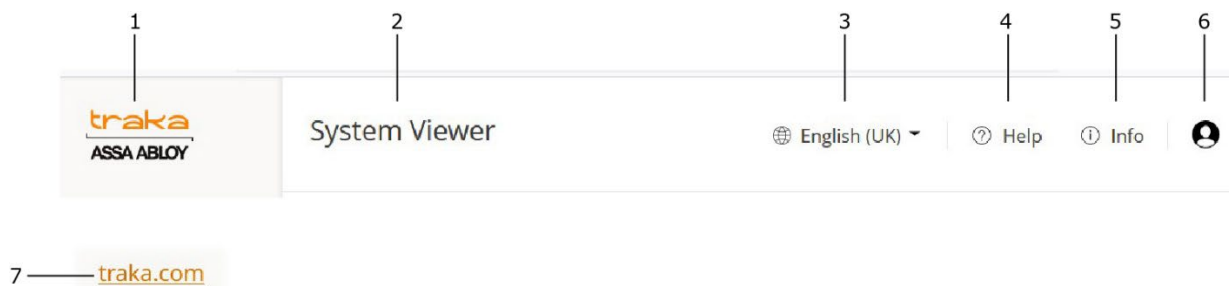 1 2 3 4 5 6
traka
ASSA ABLOY
System Viewer
English (UK)
Help
Info
7 traka.com